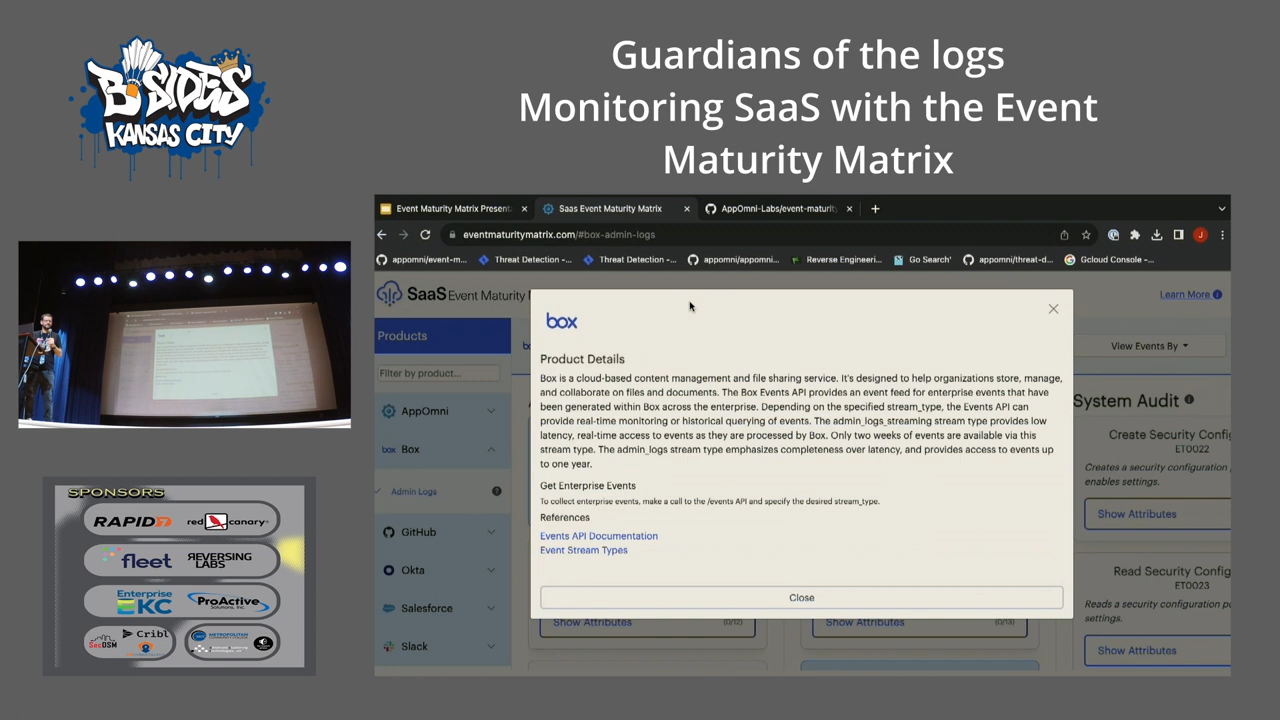 B-SIDES
KANSAS CITY
Guardians of the logs
Monitoring SaaS with the Event
Maturity Matrix
Event Maturity Matrix Present
Saas Event Maturity Matrix
AppOmni-Labs/event-maturity
eventmaturitymatrix.com/#box-admin-logs
J
appomni/event-m...
Threat Detection -...
Threat Detection -...
appomni/appomni...
Reverse Engineeri...
Go Search'
appomni/threat-d...
Gcloud Console -...
SaaS Event Maturity
Learn More
Products
Filter by product...
AppOmni
box Box
Admin Logs
GitHub
Okta
Salesforce
Slack
View Events By
box
Product Details
Box is a cloud-based content management and file sharing service. It's designed to help organizations store, manage,
and collaborate on files and documents. The Box Events API provides an event feed for enterprise events that have
been generated within Box across the enterprise. Depending on the specified stream_type, the Events API can
provide real-time monitoring or historical querying of events. The admin_logs_streaming stream type provides low
latency, real-time access to events as they are processed by Box. Only two weeks of events are available via this
stream type. The admin_logs stream type emphasizes completeness over latency, and provides access to events up
to one year.
Get Enterprise Events
To collect enterprise events, make a call to the /events API and specify the desired stream_type.
References
Events API Documentation
Event Stream Types
Close
Show Attributes
(0/12)
Show Attributes
(0/13)
System Audit
Create Security Config
ET0022
Creates a security configuration
enables settings.
Show Attributes
Read Security Config
ET0023
Reads a security configuration po
settings.
Show Attributes
SPONSORS
RAPID7
red canary
fleet
REVERSING
LABS
Enterprise
KC
ProActive
Solutions, Inc.
SecDSM
Cribl
METROPOLITAN